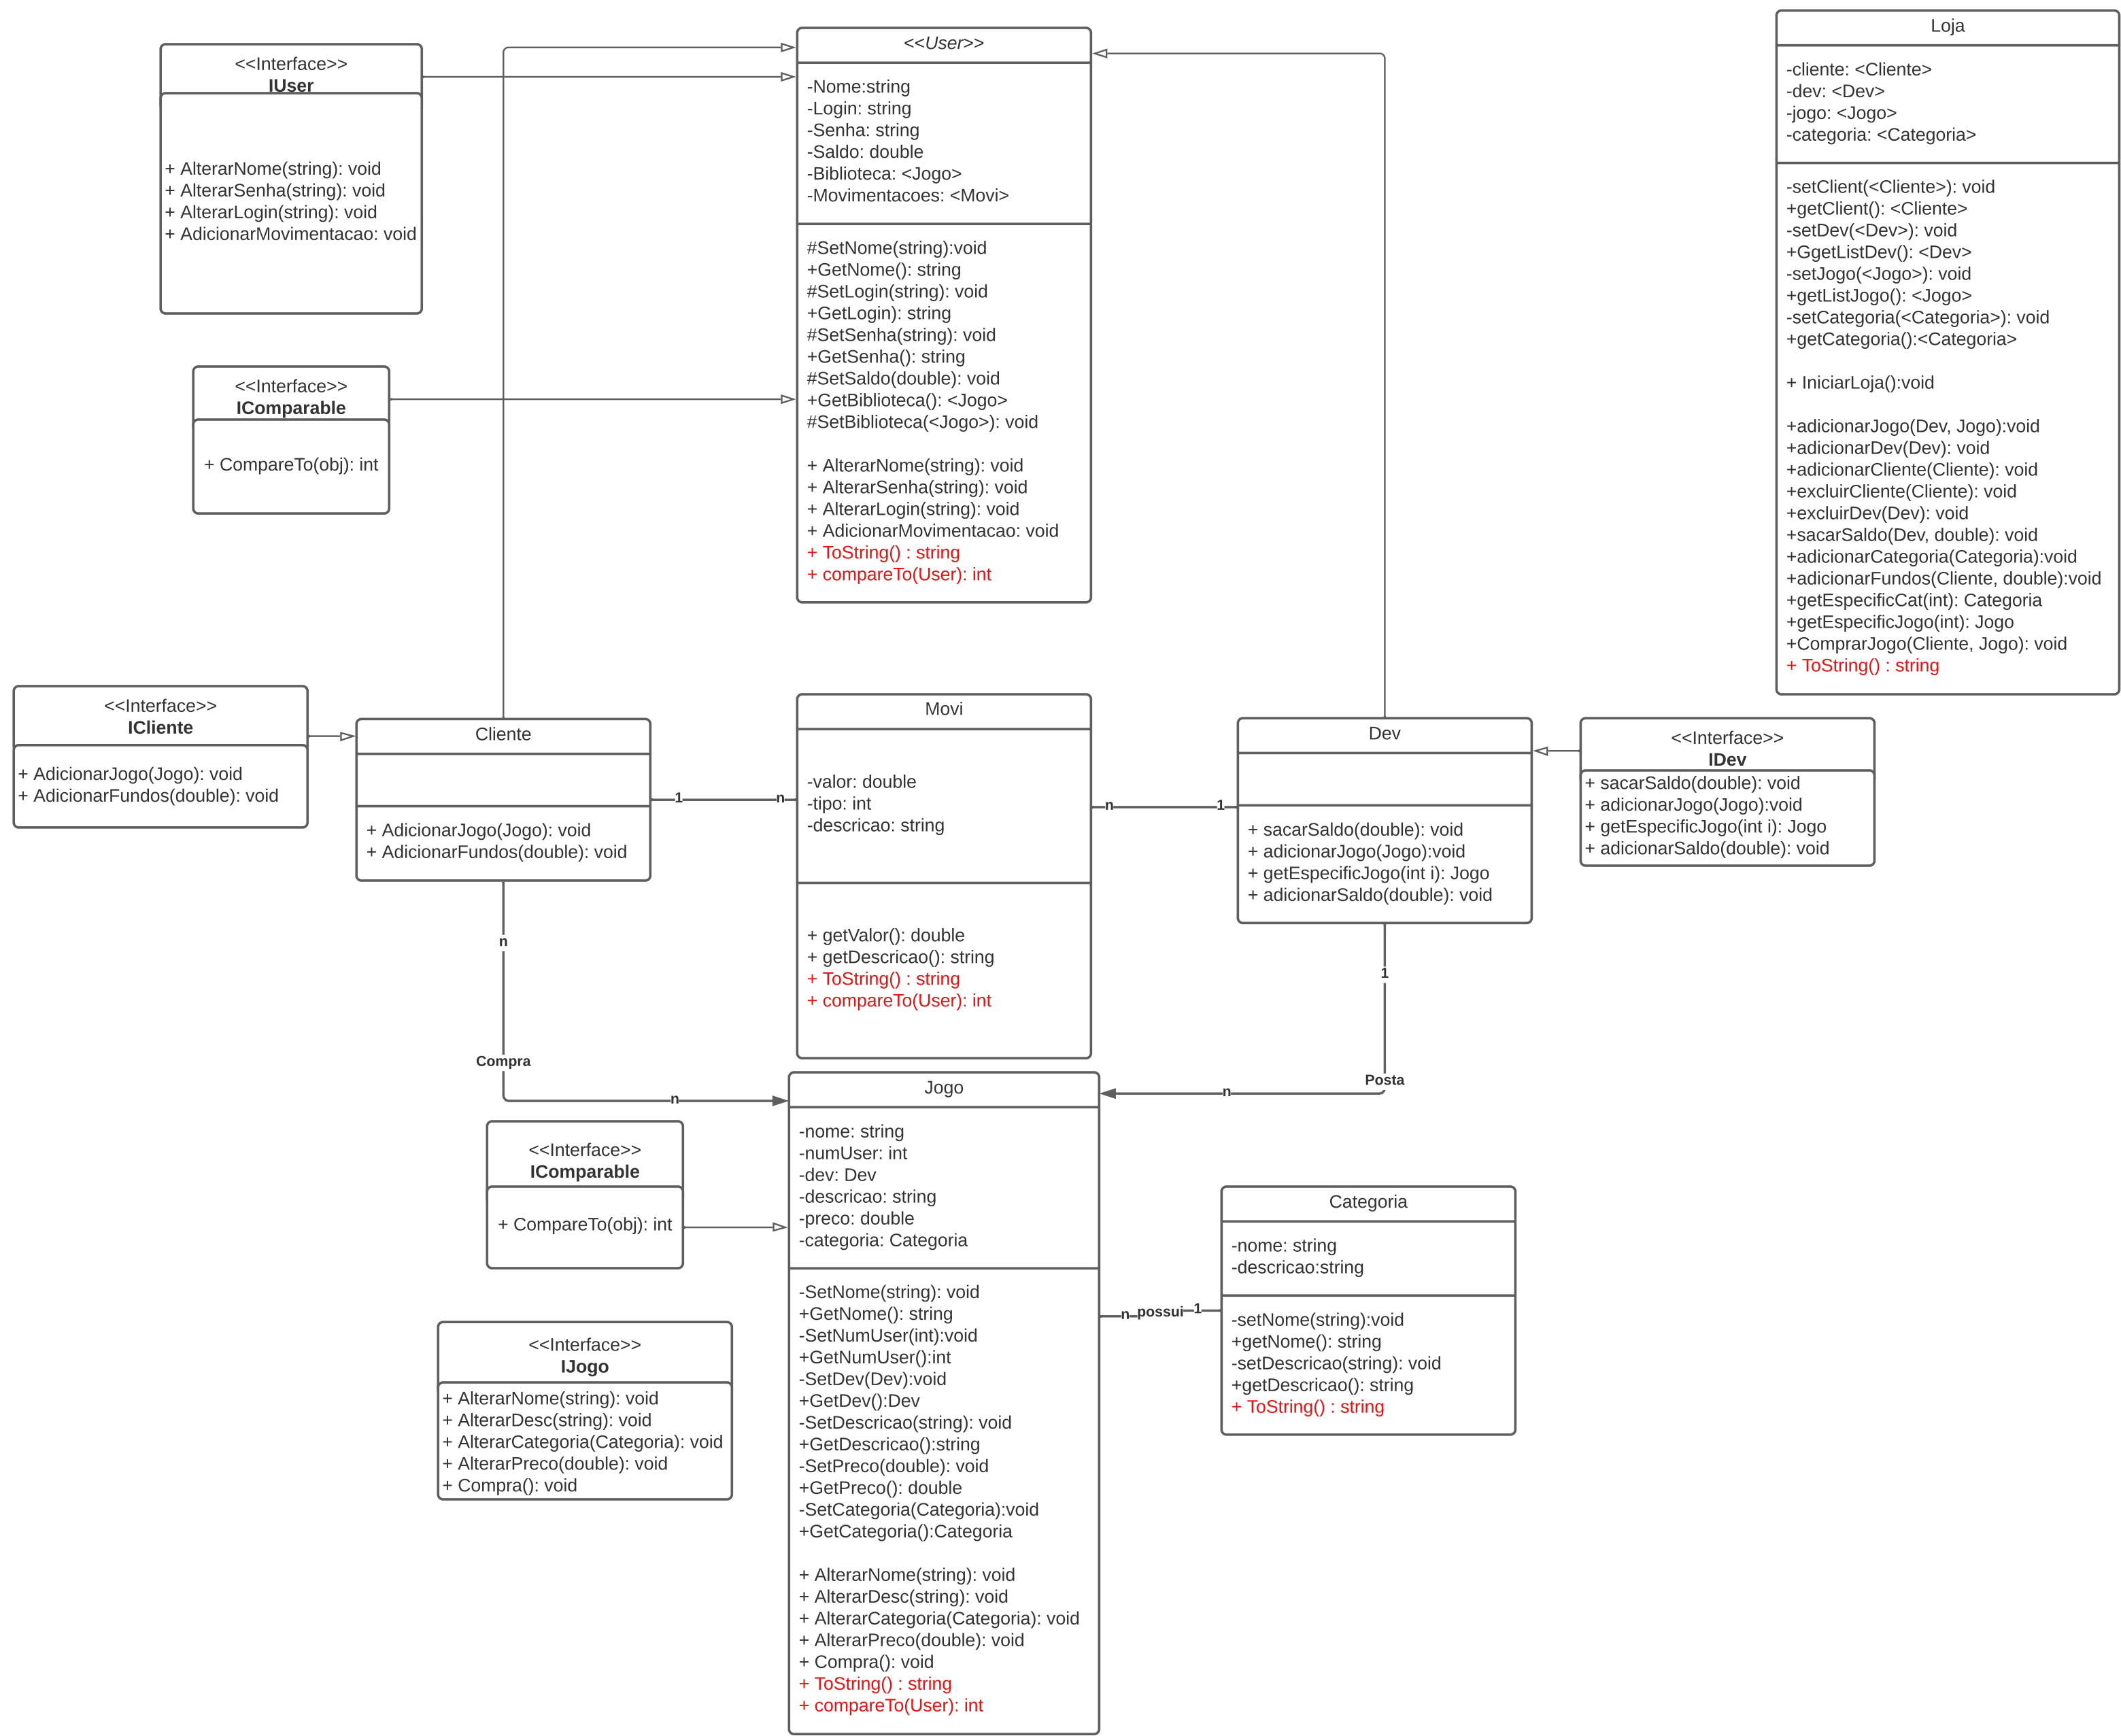 <<Interface>>
IUser
+ AlterarNome(string): void
+ AlterarSenha(string): void
+ AlterarLogin(string): void
+ AdicionarMovimentacao: void
<<User>>
-Nome:string
-Login: string
-Senha: string
-Saldo: double
-Biblioteca: <Jogo>
-Movimentacoes: <Movi>
#SetNome(string):void
+GetNome(): string
#SetLogin(string): void
+GetLogin): string
#SetSenha(string): void
+GetSenha(): string
#SetSaldo(double): void
+GetBiblioteca(): <Jogo>
#SetBiblioteca(<Jogo>): void
+ AlterarNome(string): void
+ AlterarSenha(string): void
+ AlterarLogin(string): void
+ AdicionarMovimentacao: void
+ ToString() : string
+ compareTo(User): int
Loja
-cliente: <Cliente>
-dev: <Dev>
-jogo: <Jogo>
-categoria: <Categoria>
-setClient(<Cliente>): void
+getClient(): <Cliente>
-setDev(<Dev>): void
+GgetListDev(): <Dev>
-setJogo(<Jogo>): void
+getListJogo(): <Jogo>
-setCategoria(<Categoria>): void
+getCategoria():<Categoria>
+ IniciarLoja():void
+adicionarJogo(Dev, Jogo):void
+adicionarDev(Dev): void
+adicionarCliente(Cliente): void
+excluirCliente(Cliente): void
+excluirDev(Dev): void
+sacarSaldo(Dev, double): void
+adicionarCategoria(Categoria):void
+adicionarFundos(Cliente, double):void
+getEspecificCat(int): Categoria
+getEspecificJogo(int): Jogo
+ComprarJogo(Cliente, Jogo): void
+ ToString() : string
<<Interface>>
IComparable
+ CompareTo(obj): int
<<Interface>>
ICliente
+ AdicionarJogo(Jogo): void
+ AdicionarFundos(double): void
Cliente
+ AdicionarJogo(Jogo): void
+ AdicionarFundos(double): void
1
n
Movi
-valor: double
-tipo: int
-descricao: string
+ getValor(): double
+ getDescricao(): string
+ ToString() : string
+ compareTo(User): int
n
1
Dev
+ sacarSaldo(double): void
+ adicionarJogo(Jogo):void
+ getEspecificJogo(int i): Jogo
+ adicionarSaldo(double): void
<<Interface>>
IDev
+ sacarSaldo(double): void
+ adicionarJogo(Jogo):void
+ getEspecificJogo(int i): Jogo
+ adicionarSaldo(double): void
n
Compra
n
1
Posta
n
<<Interface>>
IComparable
+ CompareTo(obj): int
<<Interface>>
IJogo
+ AlterarNome(string): void
+ AlterarDesc(string): void
+ AlterarCategoria(Categoria): void
+ AlterarPreco(double): void
+ Compra(): void
Jogo
-nome: string
-numUser: int
-dev: Dev
-descricao: string
-preco: double
-categoria: Categoria
-SetNome(string): void
+GetNome(): string
-SetNumUser(int):void
+GetNumUser():int
-SetDev(Dev):void
+GetDev():Dev
-SetDescricao(string): void
+GetDescricao():string
-SetPreco(double): void
+GetPreco(): double
-SetCategoria(Categoria):void
+GetCategoria():Categoria
+ AlterarNome(string): void
+ AlterarDesc(string): void
+ AlterarCategoria(Categoria): void
+ AlterarPreco(double): void
+ Compra(): void
+ ToString() : string
+ compareTo(User): int
n possui 1
Categoria
-nome: string
-descricao:string
-setNome(string):void
+getNome(): string
-setDescricao(string): void
+getDescricao(): string
+ ToString() : string